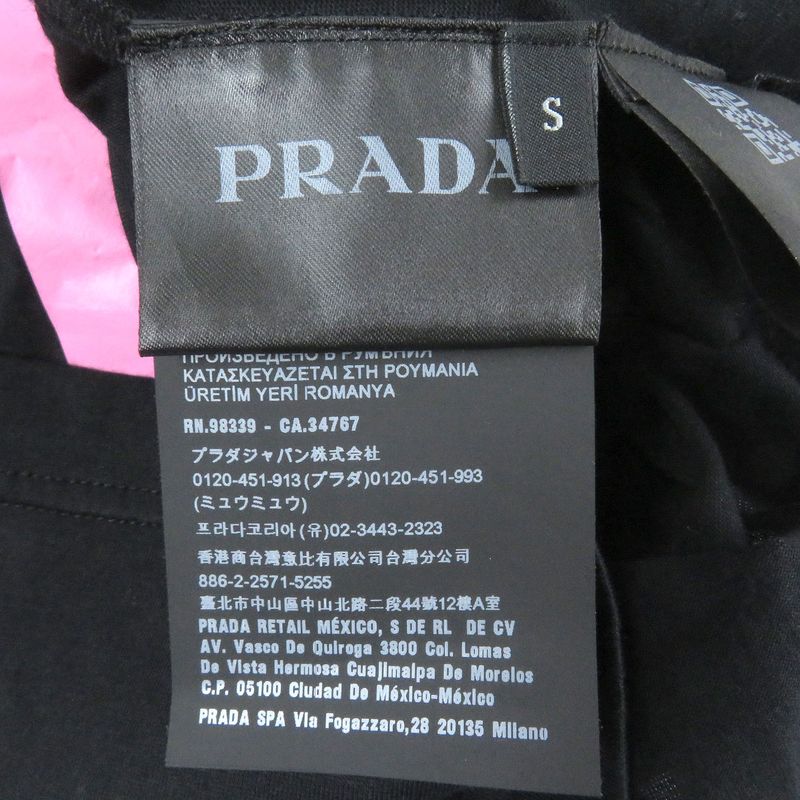 PRADA
S
ПРОИЗВЕДЕНО В РУМЪНИЯ
ΚΑΤΑΣΚΕΥΑΖΕΤΑΙ ΣΤΗ ΡΟΥΜΑΝΙΑ
ÜRETİM YERİ ROMANYA
RN.98339 - CA.34767
プラダジャパン株式会社
0120-451-913(プラダ)0120-451-993
(ミュウミュウ)
프라다코리아 (유)02-3443-2323
香港商台灣意比有限公司台灣分公司
886-2-2571-5255
臺北市中山區中山北路二段44號12樓A室
PRADA RETAIL MÉXICO, S DE RL DE CV
AV. Vasco De Quiroga 3800 Col. Lomas
De Vista Hermosa Cuajimalpa De Morelos
C.P. 05100 Ciudad De México-México
PRADA SPA Via Fogazzaro,28 20135 Milano